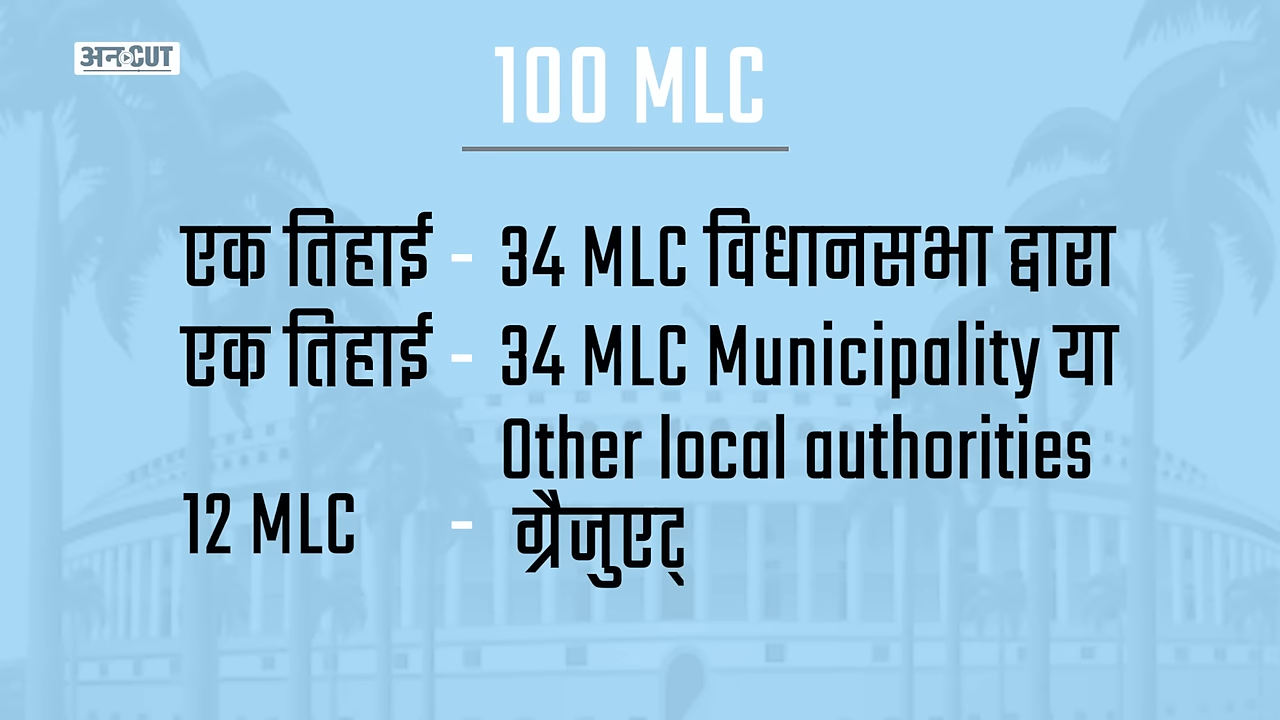 अनCUT
100 MLC
एक तिहाई - 34 MLC विधानसभा द्वारा
एक तिहाई - 34 MLC Municipality या
Other local authorities
12 MLC - ग्रैजुएट्